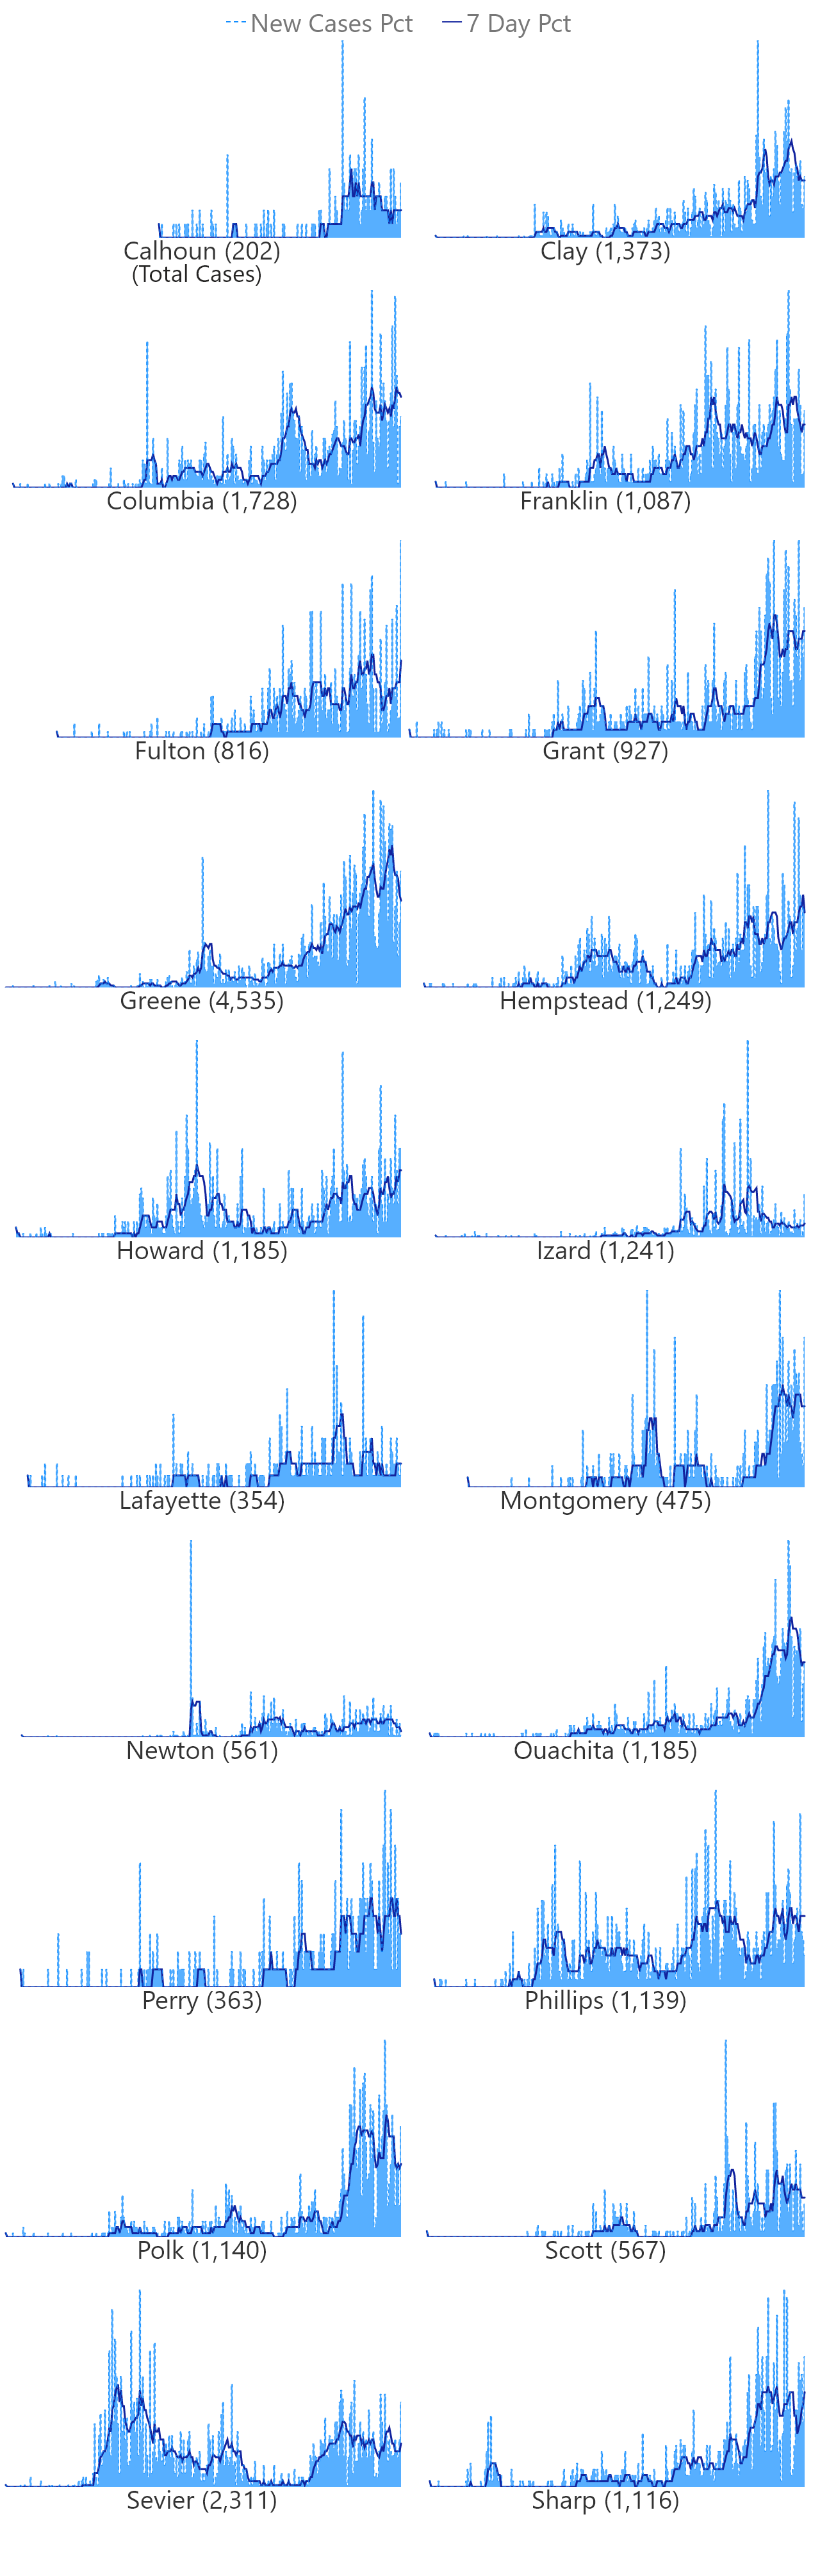 New Cases Pct 7 Day Pct
Calhoun (202) Clay (1,373)
(Total Cases)
Columbia (1,728) Franklin (1,087)
Fulton (816) Grant (927)
Greene (4,535) Hempstead (1,249)
Howard (1,185) Izard (1,241)
Lafayette (354) Montgomery (475)
Newton (561) Ouachita (1,185)
Perry (363) Phillips (1,139)
Polk (1,140) Scott (567)
Sevier (2,311) Sharp (1,116)